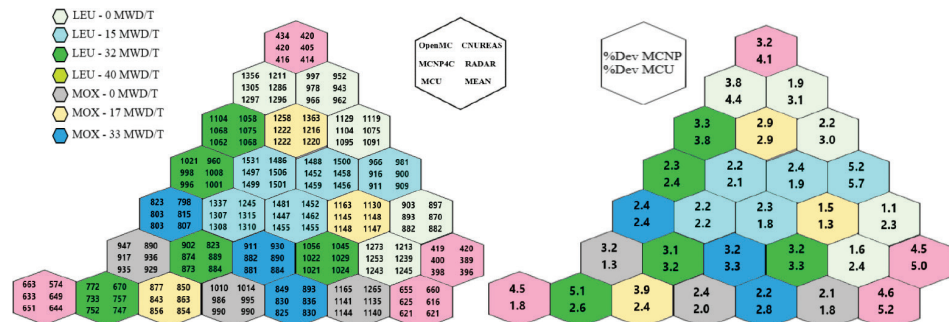 LEU - 0 MWD/T
LEU - 15 MWD/T
LEU - 32 MWD/T
LEU - 40 MWD/T
MOX - 0 MWD/T
MOX - 17 MWD/T
MOX - 33 MWD/T
OpenMC CNUREAS
MCNP4C RADAR
MCU MEAN
%Dev MCNP
%Dev MCU
434 420
420 405
416 414
1356 1211 997 952
1305 1286 978 943
1297 1296 966 962
1104 1058 1258 1363 1129 1119
1068 1075 1222 1216 1104 1075
1062 1068 1222 1220 1095 1091
1021 960 1531 1486 1488 1500 966 981
998 1008 1497 1506 1452 1458 916 900
996 1001 1499 1501 1459 1456 911 909
823 798 1337 1245 1481 1452 1163 1130 903 897
803 815 1307 1315 1447 1462 1145 1148 893 870
803 807 1308 1310 1455 1455 1147 1147 882 882
947 890 902 823 911 930 1056 1045 1273 1213 419 420
917 936 874 889 882 890 1022 1029 1253 1239 400 389
935 929 873 884 881 884 1021 1024 1243 1245 398 396
663 574 772 670 877 850 1010 1014 849 893 1165 1265 655 660
633 649 733 757 843 863 986 995 830 836 1141 1135 625 616
651 644 752 747 856 854 990 990 825 830 1144 1140 621 621
3.2
4.1
3.8 1.9
4.4 3.1
3.3 2.9 2.2
3.8 2.9 3.0
2.3 2.2 2.4 5.2
2.4 2.1 1.9 5.7
2.4 2.2 2.3 1.5 1.1
2.4 2.2 1.8 1.3 2.3
3.2 3.1 3.2 3.2 1.6 4.5
1.3 3.2 3.3 3.3 2.4 5.0
4.5 5.1 3.9 2.4 2.2 2.1 4.6
1.8 2.6 2.4 2.0 2.8 1.8 5.2